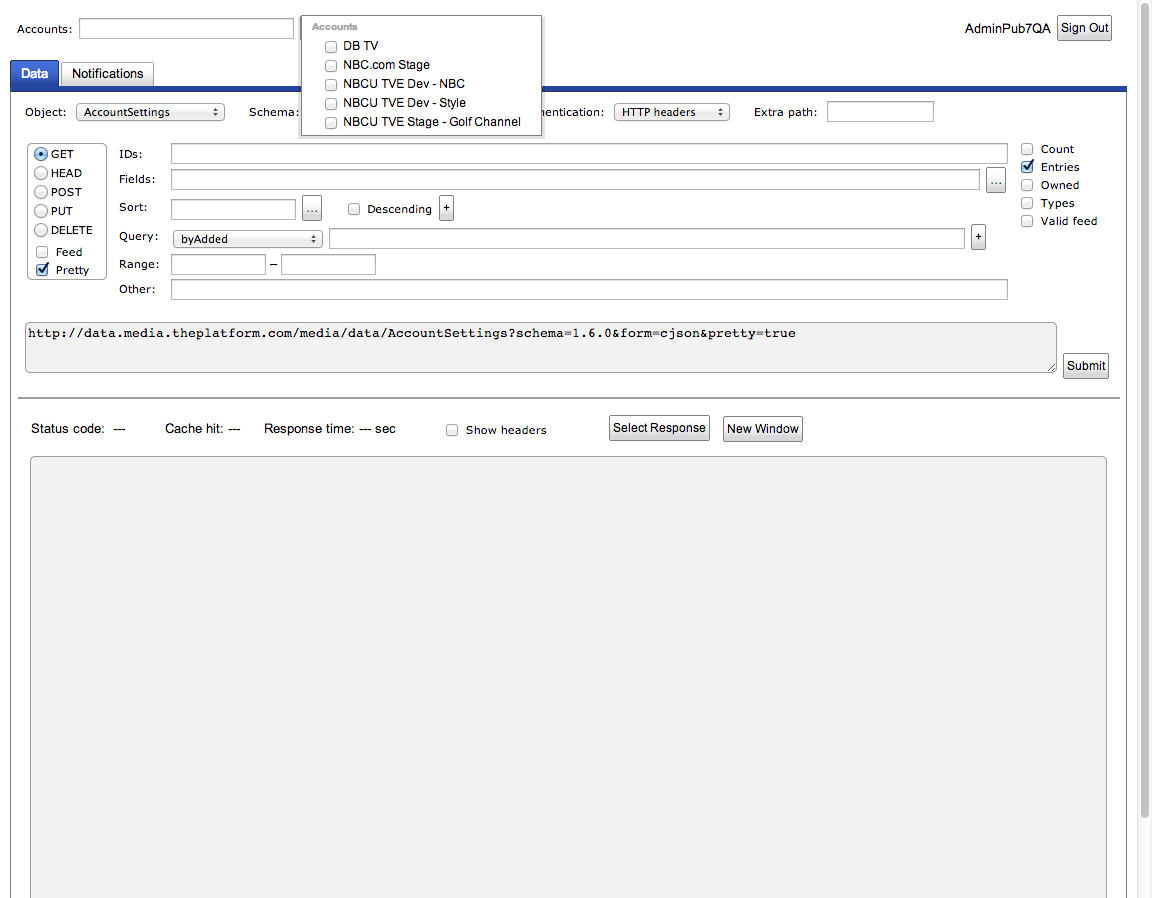 Accounts:
Accounts
DB TV
NBC.com Stage
NBCU TVE Dev - NBC
NBCU TVE Dev - Style
NBCU TVE Stage - Golf Channel
AdminPub7QA Sign Out
Data Notifications
Object: AccountSettings Schema: entication: HTTP headers Extra path:
GET
HEAD
POST
PUT
DELETE
Feed
Pretty
IDs:
Fields: ...
Sort: ... Descending +
Query: byAdded +
Range: –
Other:
Count
Entries
Owned
Types
Valid feed
http://data.media.theplatform.com/media/data/AccountSettings?schema=1.6.0&form=cjson&pretty=true
Submit
Status code: --- Cache hit: --- Response time: --- sec Show headers Select Response New Window